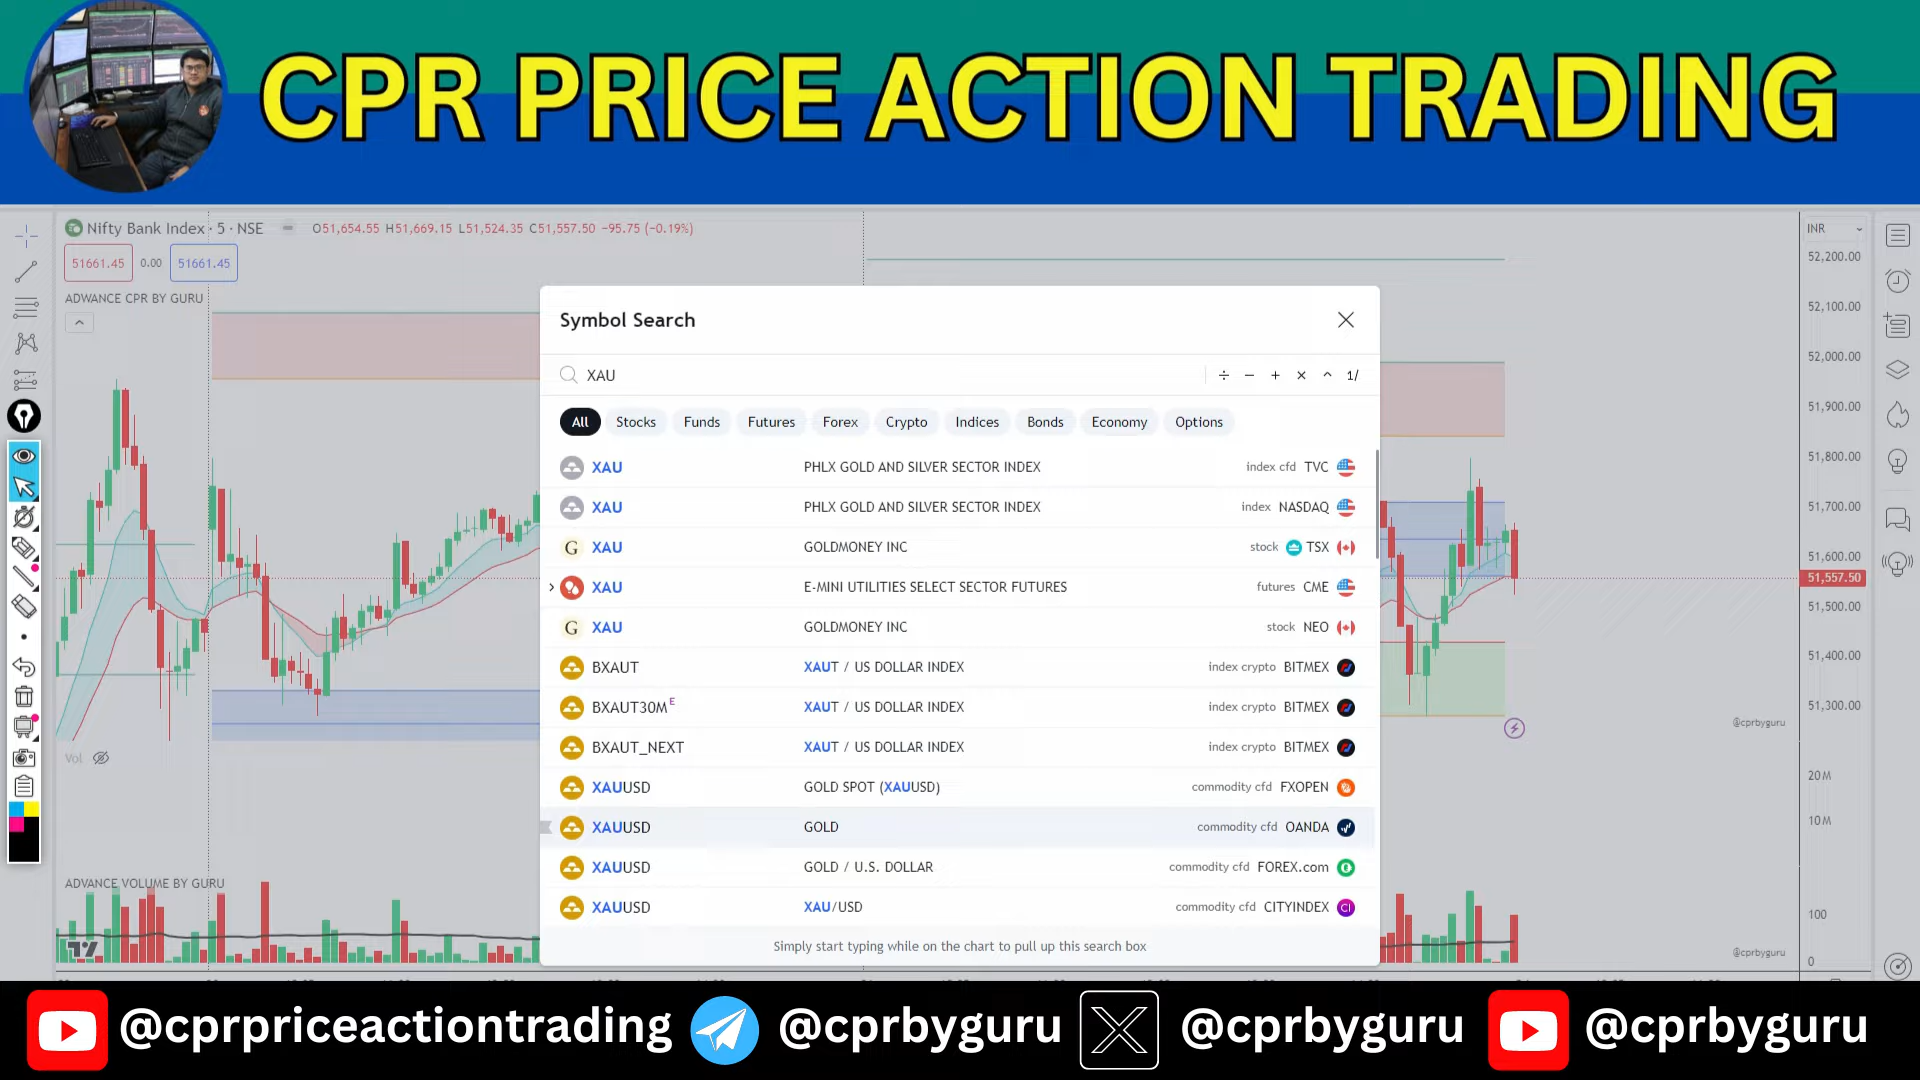 CPR PRICE ACTION TRADING
Nifty Bank Index · 5 · NSE O51,654.55 H51,669.15 L51,524.35 C51,557.50 −95.75 (−0.19%)
INR
51661.45 0.00 51661.45
ADWANCE CPR BY GURU
52,200.00
52,100.00
52,000.00
51,900.00
51,800.00
51,700.00
51,600.00
51,557.50
51,500.00
51,400.00
51,300.00
Symbol Search
XAU
÷ − + × ^ 1/
All Stocks Funds Futures Forex Crypto Indices Bonds Economy Options
XAU PHLX GOLD AND SILVER SECTOR INDEX index cfd TVC
XAU PHLX GOLD AND SILVER SECTOR INDEX index NASDAQ
G XAU GOLDMONEY INC stock TSX
XAU E-MINI UTILITIES SELECT SECTOR FUTURES futures CME
G XAU GOLDMONEY INC stock NEO
BXAUT XAUT / US DOLLAR INDEX index crypto BITMEX
BXAUT30M E XAUT / US DOLLAR INDEX index crypto BITMEX
BXAUT_NEXT XAUT / US DOLLAR INDEX index crypto BITMEX
XAUUSD GOLD SPOT (XAUUSD) commodity cfd FXOPEN
XAUUSD GOLD commodity cfd OANDA
XAUUSD GOLD / U.S. DOLLAR commodity cfd FOREX.com
XAUUSD XAU/USD commodity cfd CITYINDEX CI
Simply start typing while on the chart to pull up this search box
@cprbyguru
Vol
20M
10M
ADVANCE VOLUME BY GURU
100
@cprbyguru
0
@cprpriceactiontrading @cprbyguru @cprbyguru @cprbyguru